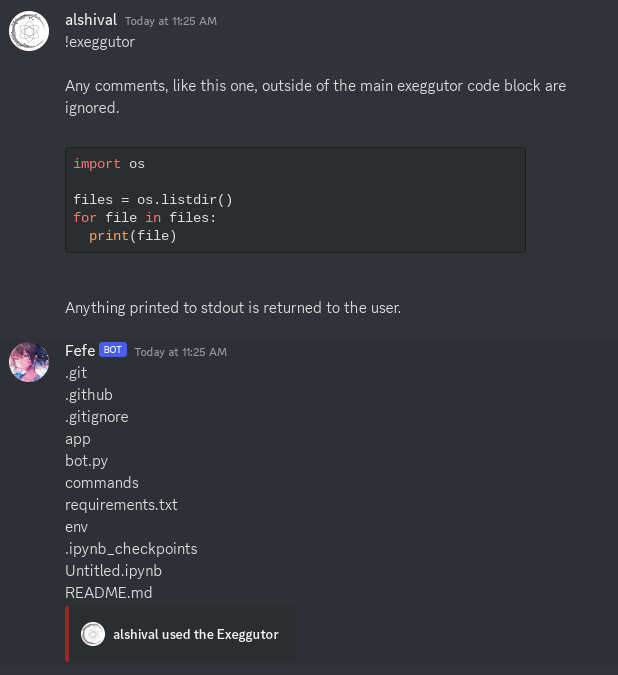 alshival Today at 11:25 AM
!exeggutor
Any comments, like this one, outside of the main exeggutor code block are
ignored.
import os
files = os.listdir()
for file in files:
  print(file)
Anything printed to stdout is returned to the user.
Fefe BOT Today at 11:25 AM
.git
.github
.gitignore
app
bot.py
commands
requirements.txt
env
.ipynb_checkpoints
Untitled.ipynb
README.md
alshival used the Exeggutor